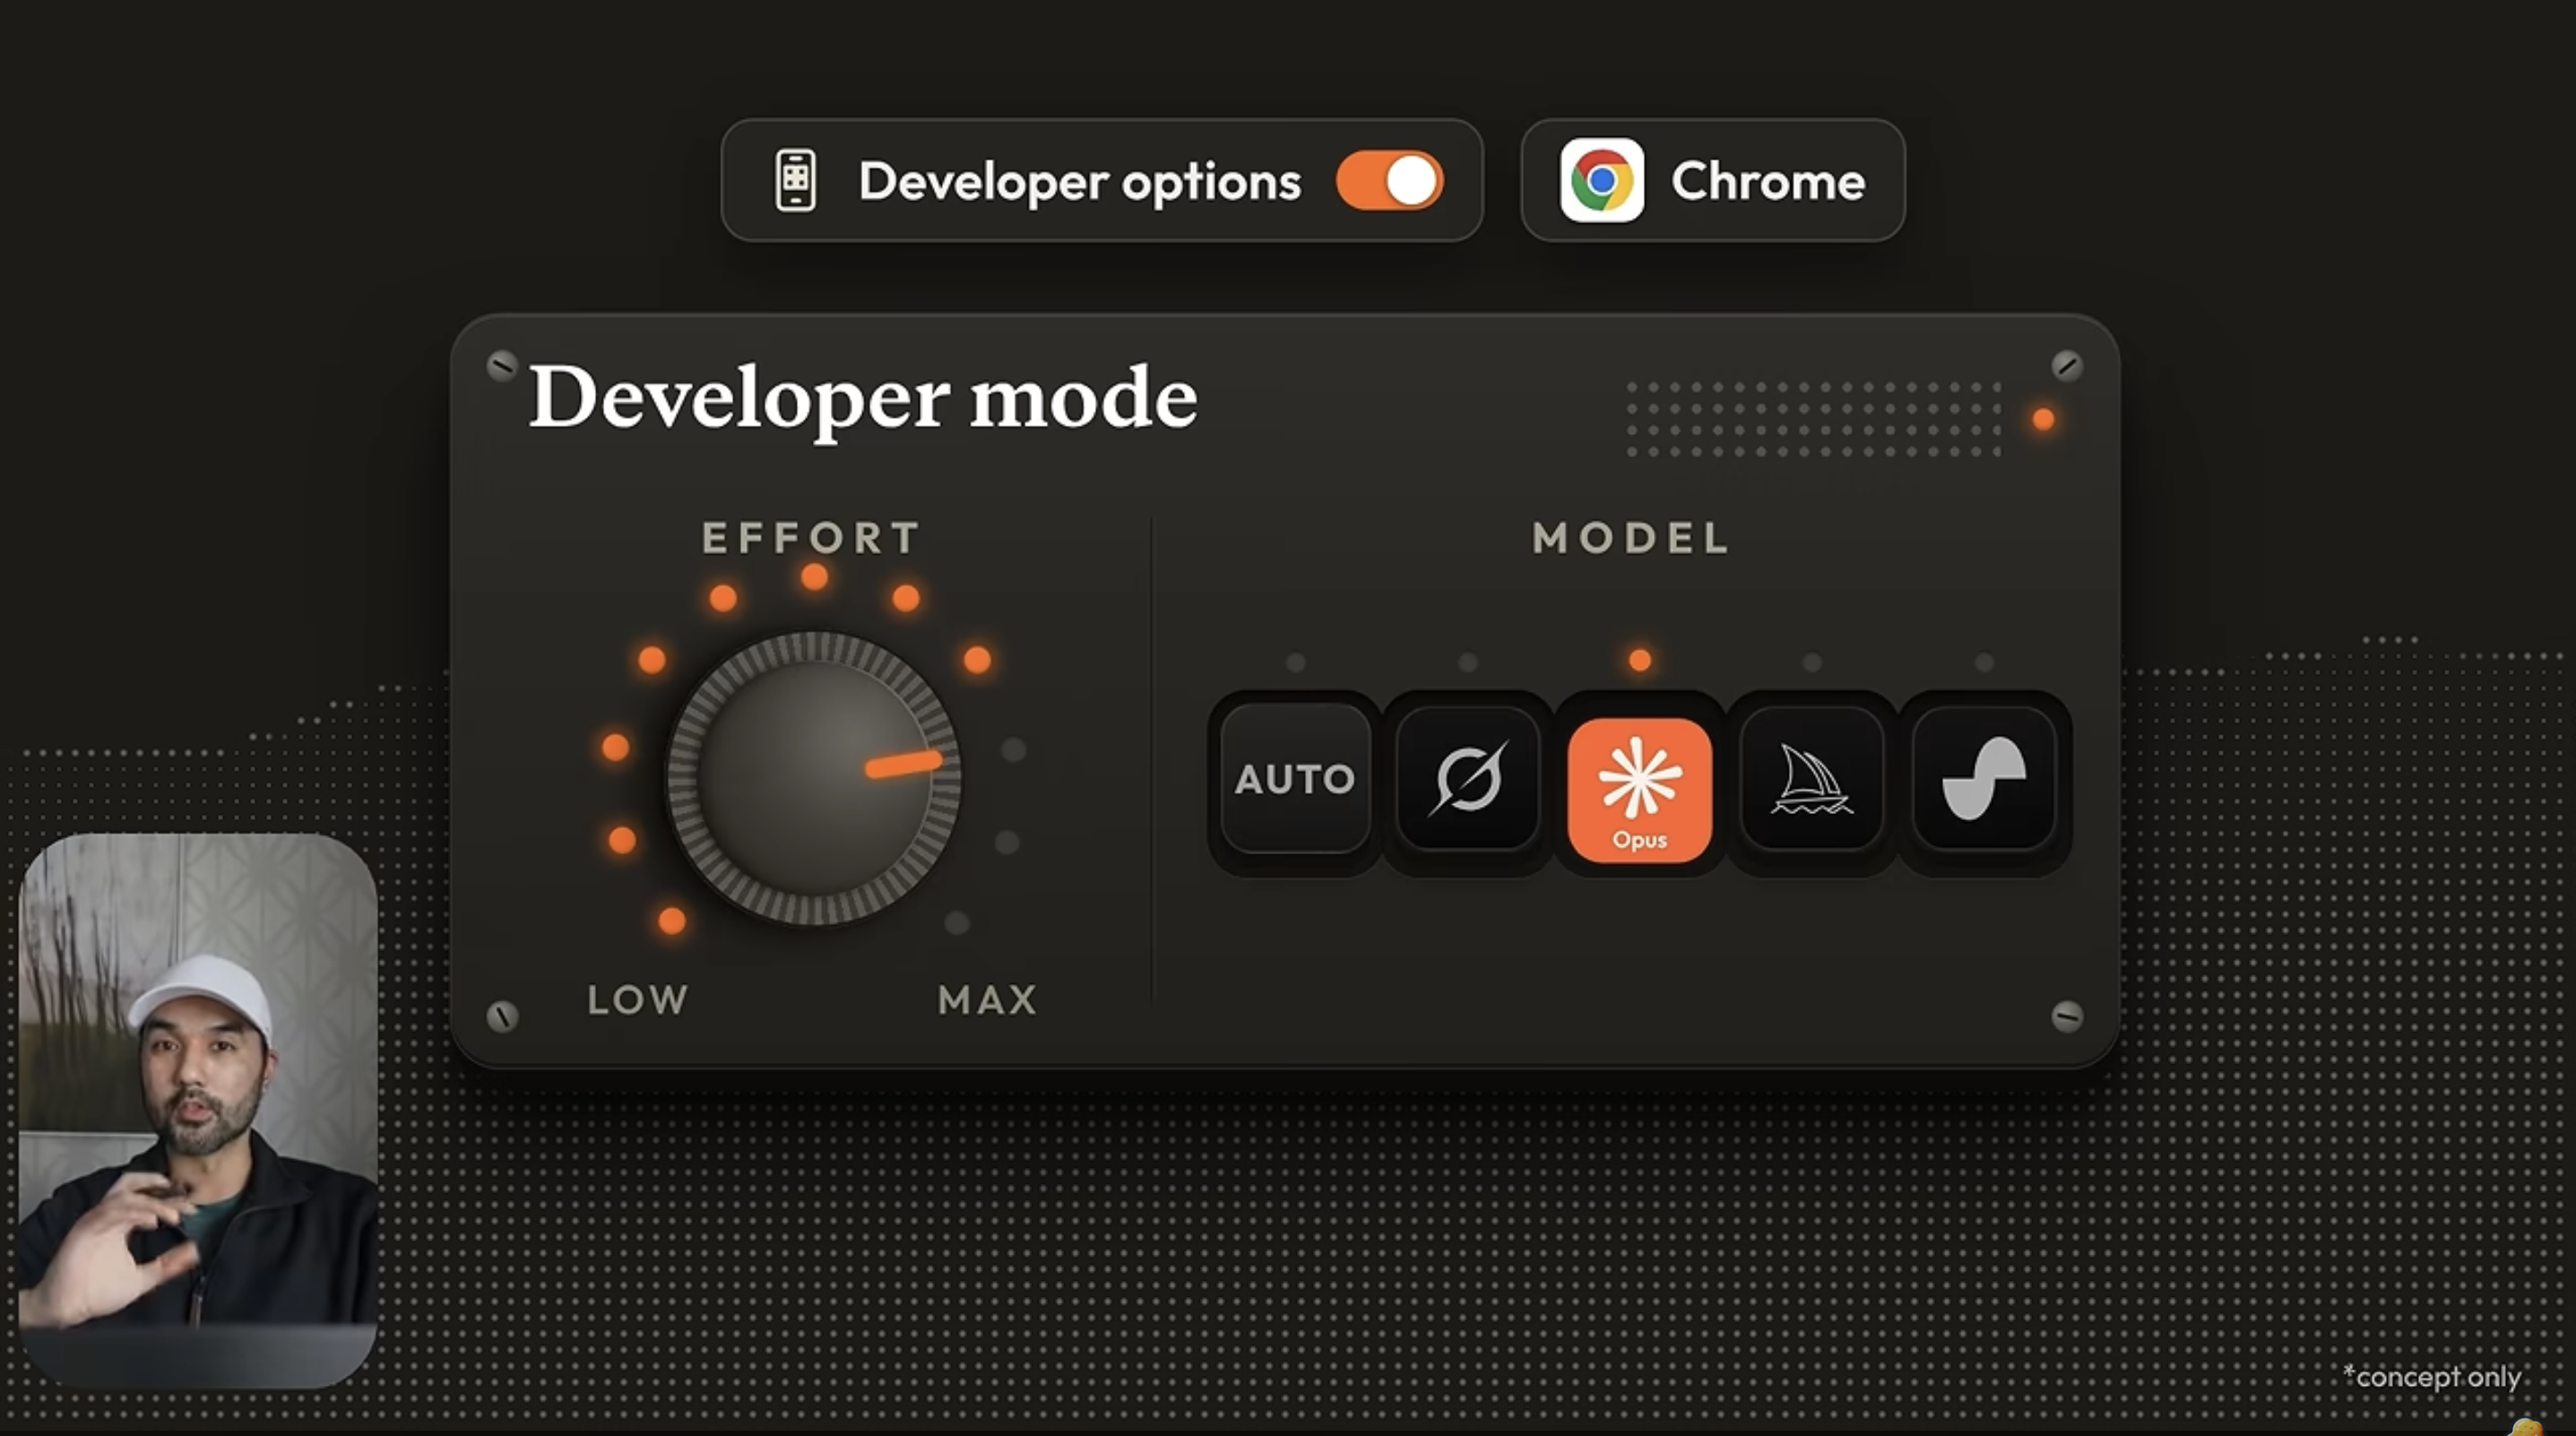 Developer options
Chrome
Developer mode
EFFORT
MODEL
AUTO
Opus
LOW
MAX
*concept only